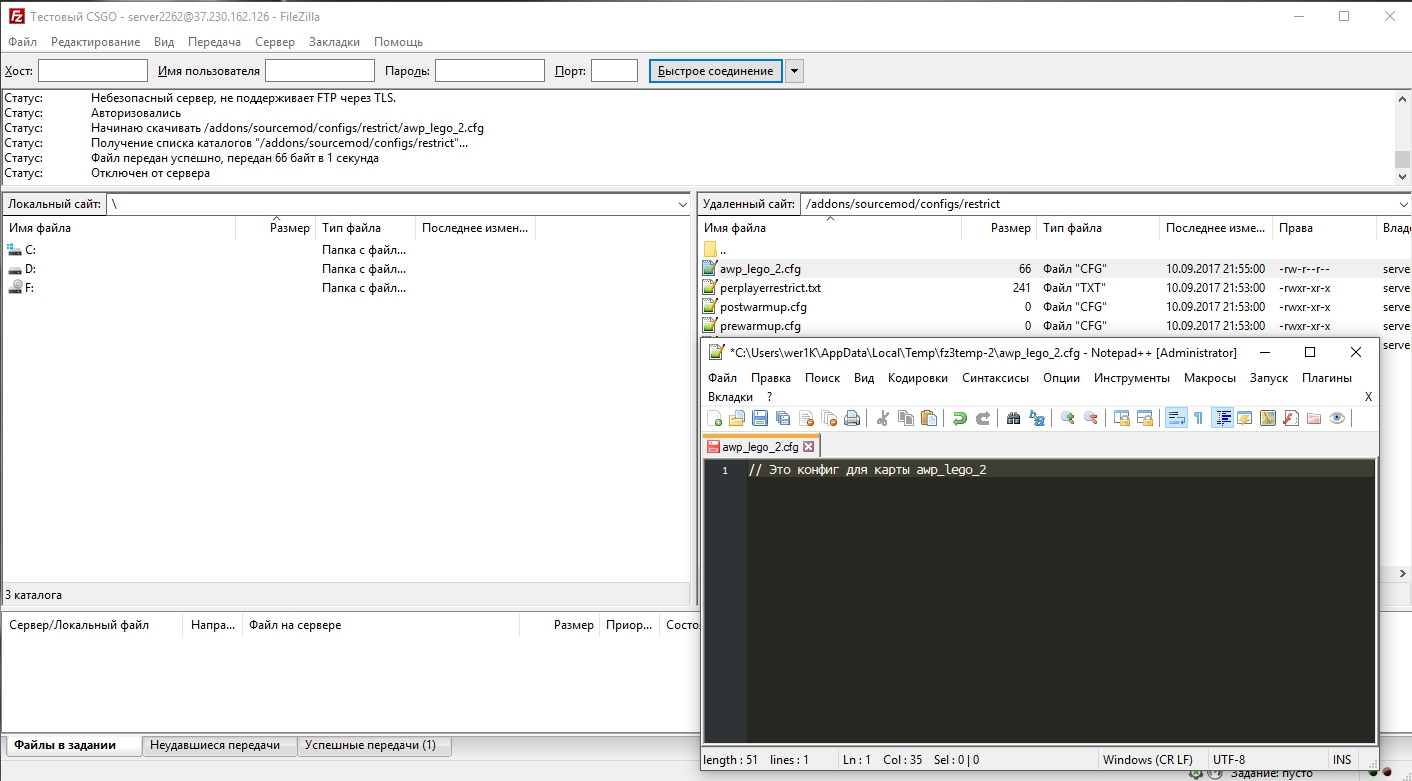 Тестовый CSGO - server2262@37.230.162.126 - FileZilla
Файл Редактирование Вид Передача Сервер Закладки Помощь
Хост: Имя пользователя Пароль: Порт: Быстрое соединение
Статус: Небезопасный сервер, не поддерживает FTP через TLS.
Статус: Авторизовались
Статус: Начинаю скачивать /addons/sourcemod/configs/restrict/awp_lego_2.cfg
Статус: Получение списка каталогов "/addons/sourcemod/configs/restrict"...
Статус: Файл передан успешно, передан 66 байт в 1 секунда
Статус: Отключен от сервера
Локальный сайт: \
Имя файла Размер Тип файла Последнее измен...
C: Папка с файл...
D: Папка с файл...
F: Папка с файл...
3 каталога
Удаленный сайт: /addons/sourcemod/configs/restrict
Имя файла Размер Тип файла Последнее изме... Права Владе
..
awp_lego_2.cfg 66 Файл "CFG" 10.09.2017 21:55:00 -rw-r--r-- serve
perplayerrestrict.txt 241 Файл "TXT" 10.09.2017 21:53:00 -rwxr-xr-x serve
postwarmup.cfg 0 Файл "CFG" 10.09.2017 21:53:00 -rwxr-xr-x serve
prewarmup.cfg 0 Файл "CFG" 10.09.2017 21:53:00 -rwxr-xr-x serve
serve
*C:\Users\wer1K\AppData\Local\Temp\fz3temp-2\awp_lego_2.cfg - Notepad++ [Administrator]
Файл Правка Поиск Вид Кодировки Синтаксисы Опции Инструменты Макросы Запуск Плагины
Вкладки ? X
awp_lego_2.cfg
1 // Это конфиг для карты awp_lego_2
length : 51 lines : 1 Ln : 1 Col : 35 Sel : 0 | 0 Windows (CR LF) UTF-8 INS
Сервер/Локальный файл Напра... Файл на сервере Размер Приор... Состо
Файлы в задании Неудавшиеся передачи Успешные передачи (1)
Задание: пусто